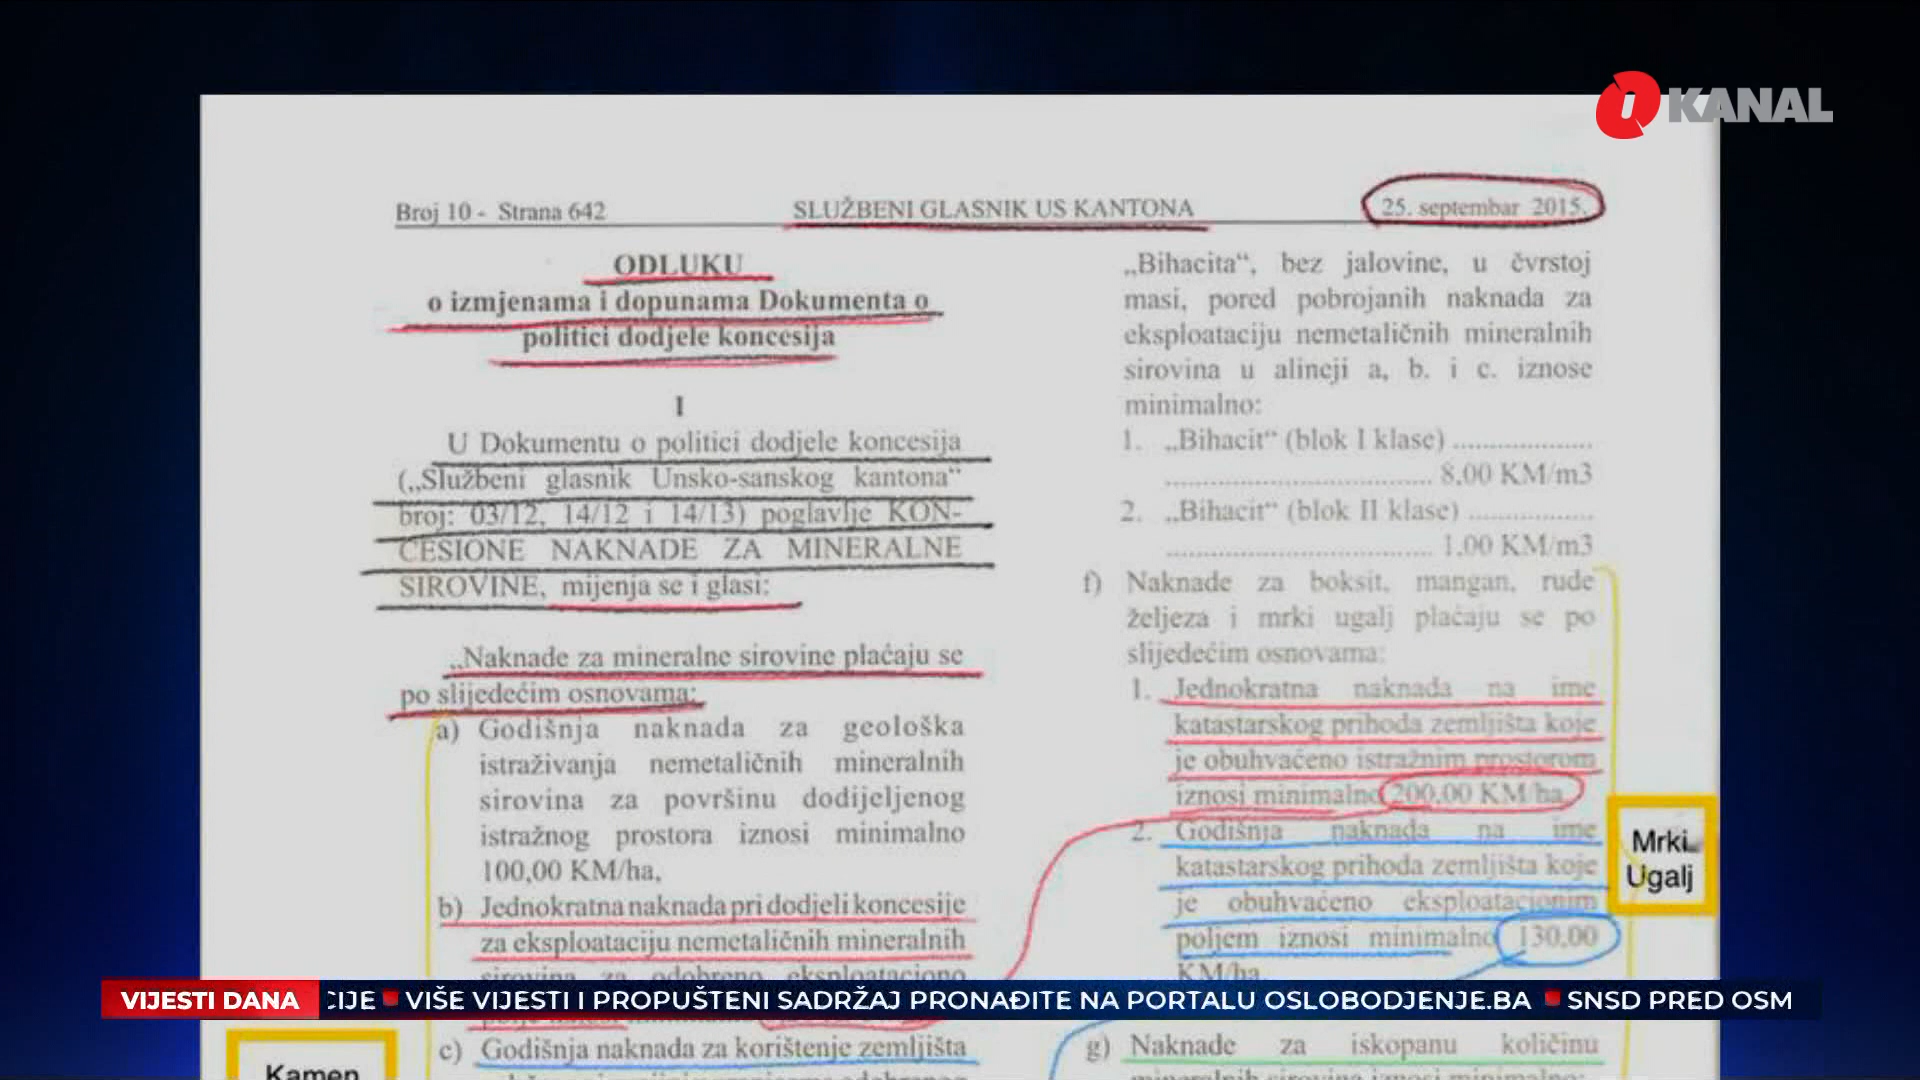 O KANAL
Broj 10 - Strana 642
SLUŽBENI GLASNIK US KANTONA
25. septembar 2015.
ODLUKU
o izmjenama i dopunama Dokumenta o
politici dodjele koncesija
I
U Dokumentu o politici dodjele koncesija
(„Službeni glasnik Unsko-sanskog kantona“
broj: 03/12, 14/12 i 14/13) poglavlje KON-
CESIONE NAKNADE ZA MINERALNE
SIROVINE, mijenja se i glasi:
„Naknade za mineralne sirovine plaćaju se
po slijedećim osnovama:
a) Godišnja naknada za geološka
istraživanja nemetaličnih mineralnih
sirovina za površinu dodijeljenog
istražnog prostora iznosi minimalno
100,00 KM/ha,
b) Jednokratna naknada pri dodjeli koncesije
za eksploataciju nemetaličnih mineralnih
sirovina za odobreno eksploataciono
c) Godišnja naknada za korištenje zemljišta
Kamen
„Bihacita“, bez jalovine, u čvrstoj
masi, pored pobrojanih naknada za
eksploataciju nemetaličnih mineralnih
sirovina u alineji a, b. i c. iznose
minimalno:
1. „Bihacit“ (blok I klase) ....................
...................................... 8,00 KM/m3
2. „Bihacit“ (blok II klase) ..................
...................................... 1,00 KM/m3
f) Naknade za boksit, mangan, rude
željeza i mrki ugalj plaćaju se po
slijedećim osnovama:
1. Jednokratna naknada na ime
katastarskog prihoda zemljišta koje
je obuhvaćeno istražnim prostorom
iznosi minimalno 200,00 KM/ha
2. Godišnja naknada na ime
katastarskog prihoda zemljišta koje
je obuhvaćeno eksploatacionim
poljem iznosi minimalno 130,00
KM/ha.
g) Naknade za iskopanu količinu
mineralnih sirovina iznosi minimalno:
Mrki
Ugalj
VIJESTI DANA
CIJE ▪ VIŠE VIJESTI I PROPUŠTENI SADRŽAJ PRONAĐITE NA PORTALU OSLOBODJENJE.BA ▪ SNSD PRED OSM